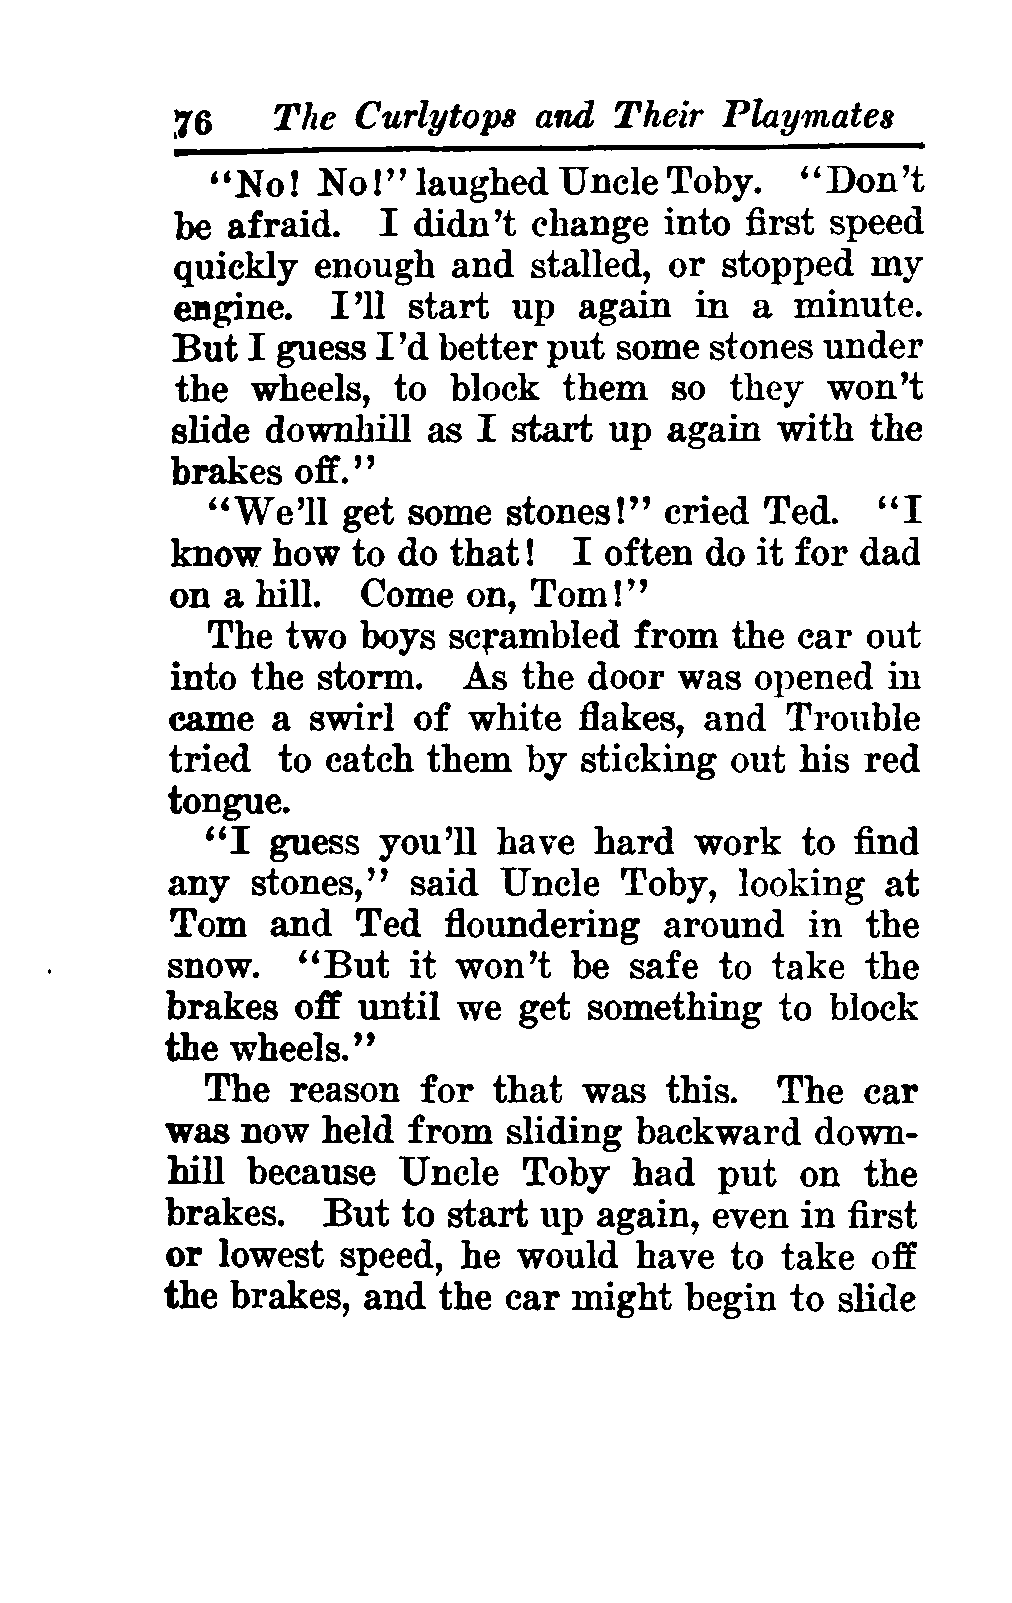 76 The Curlytops and Their Playmates
"No! No!" laughed Uncle Toby. "Don't
be afraid. I didn't change into first speed
quickly enough and stalled, or stopped my
engine. I'll start up again in a minute.
But I guess I'd better put some stones under
the wheels, to block them so they won't
slide downhill as I start up again with the
brakes off."
"We'll get some stones!" cried Ted. "I
know how to do that! I often do it for dad
on a hill. Come on, Tom!"
The two boys scrambled from the car out
into the storm. As the door was opened in
came a swirl of white flakes, and Trouble
tried to catch them by sticking out his red
tongue.
"I guess you'll have hard work to find
any stones," said Uncle Toby, looking at
Tom and Ted floundering around in the
snow. "But it won't be safe to take the
brakes off until we get something to block
the wheels."
The reason for that was this. The car
was now held from sliding backward down-
hill because Uncle Toby had put on the
brakes. But to start up again, even in first
or lowest speed, he would have to take off
the brakes, and the car might begin to slide